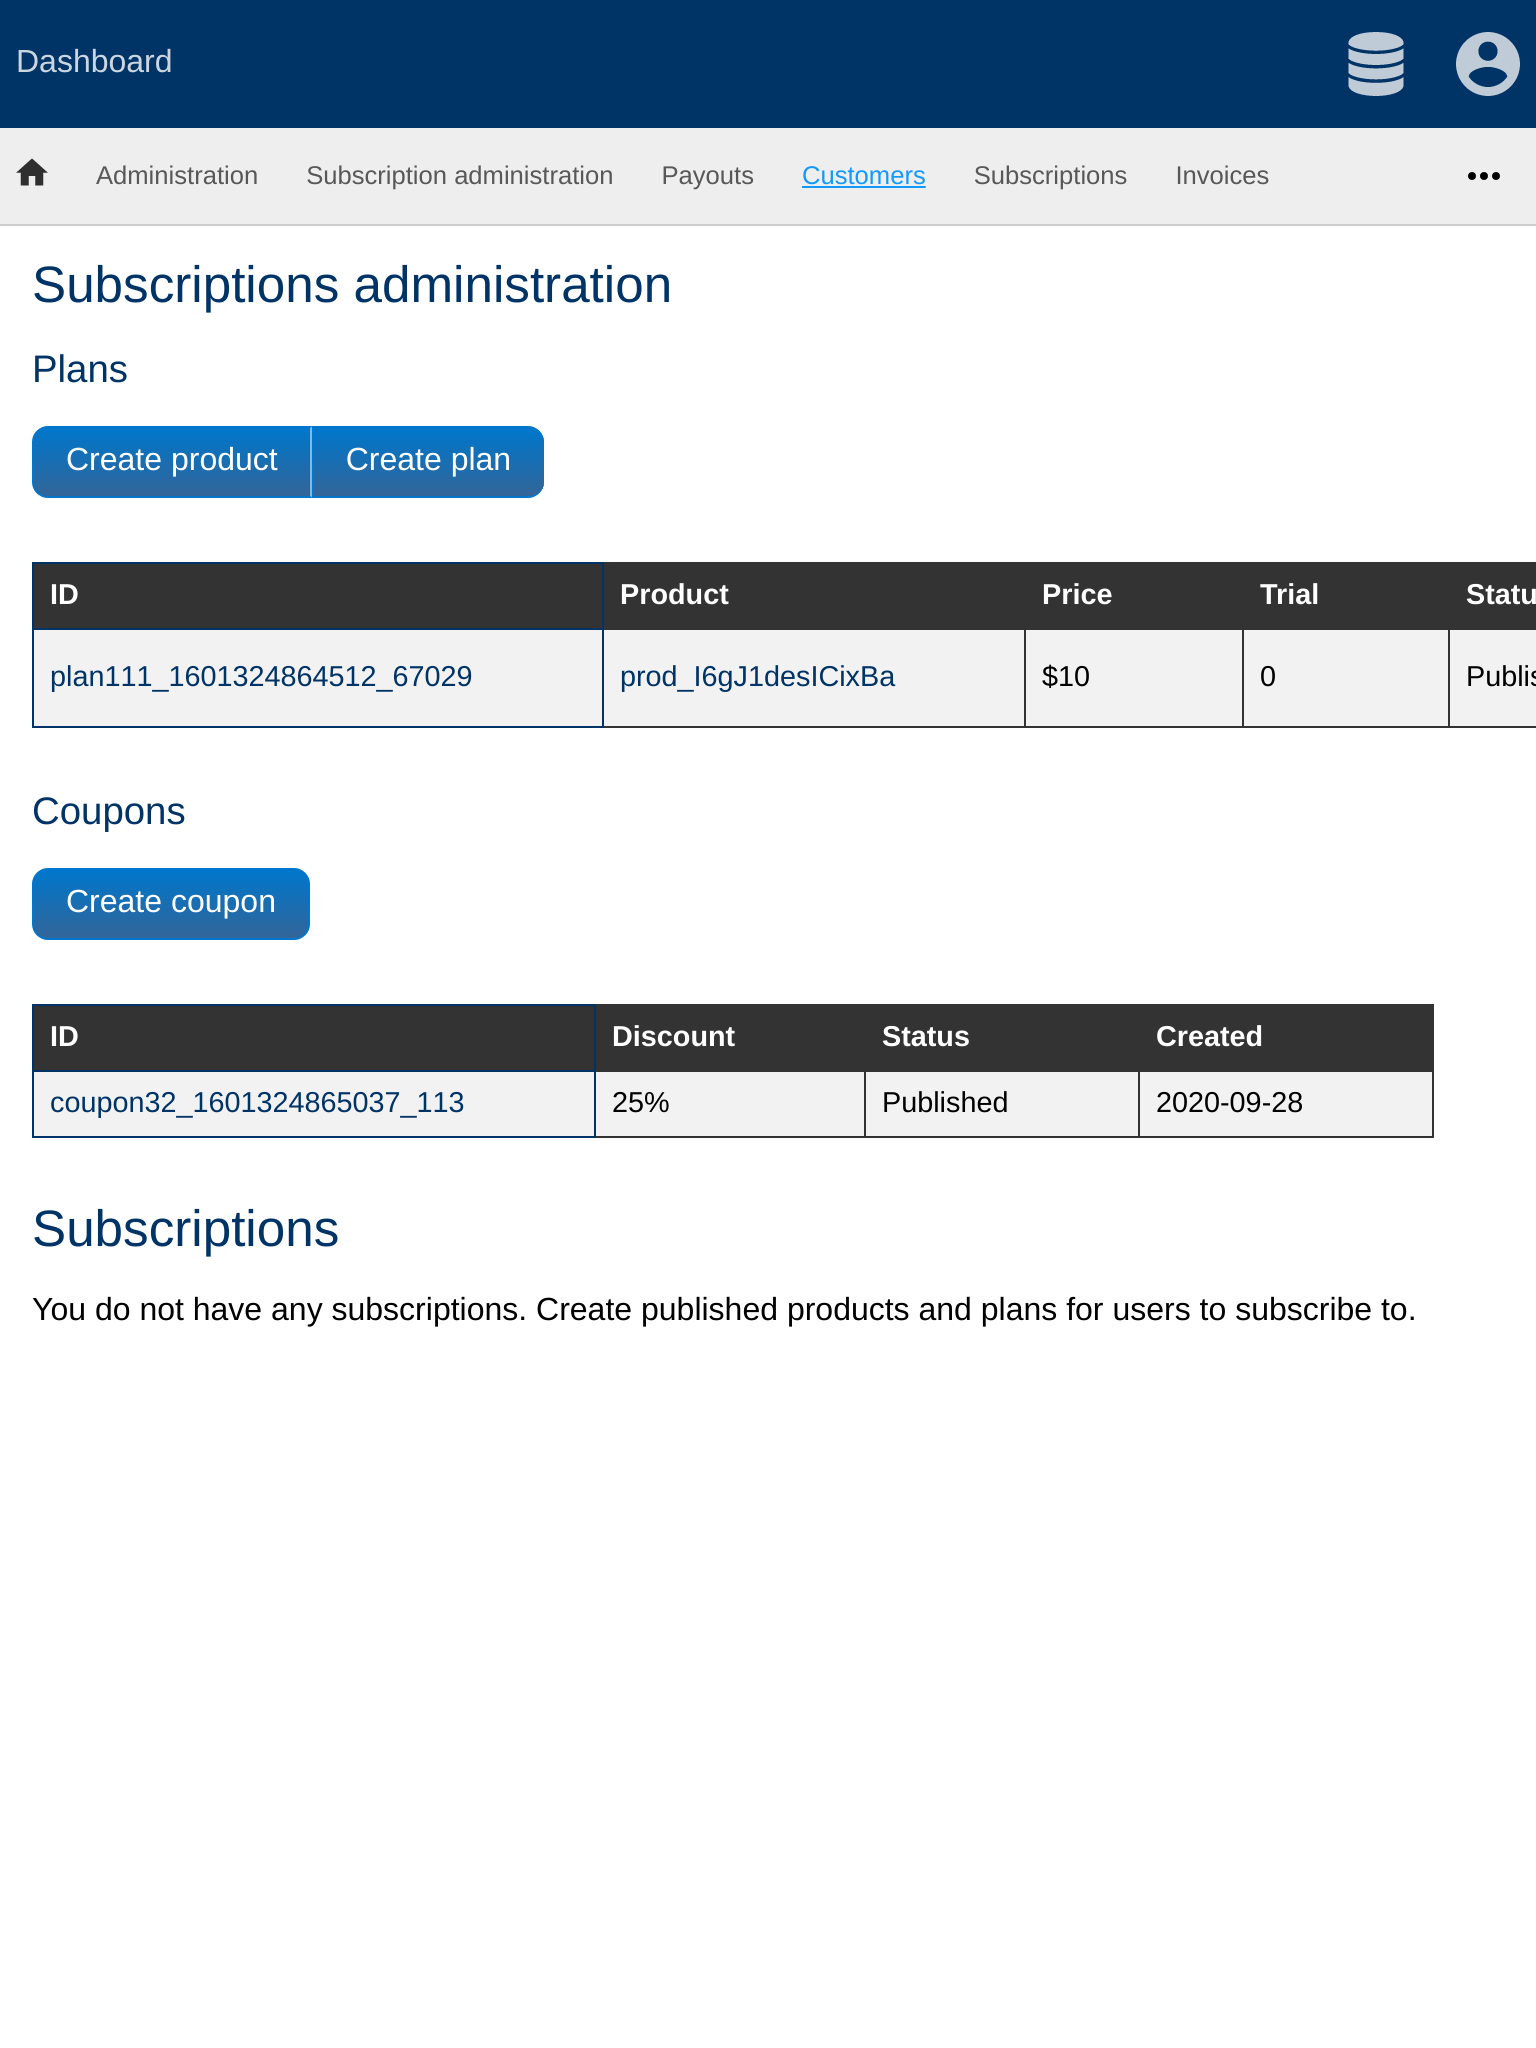 Dashboard
Administration Subscription administration Payouts Customers Subscriptions Invoices
Subscriptions administration
Plans
Create product Create plan
ID Product Price Trial Statu
plan111_1601324864512_67029 prod_I6gJ1desICixBa $10 0 Publis
Coupons
Create coupon
ID Discount Status Created
coupon32_1601324865037_113 25% Published 2020-09-28
Subscriptions
You do not have any subscriptions. Create published products and plans for users to subscribe to.